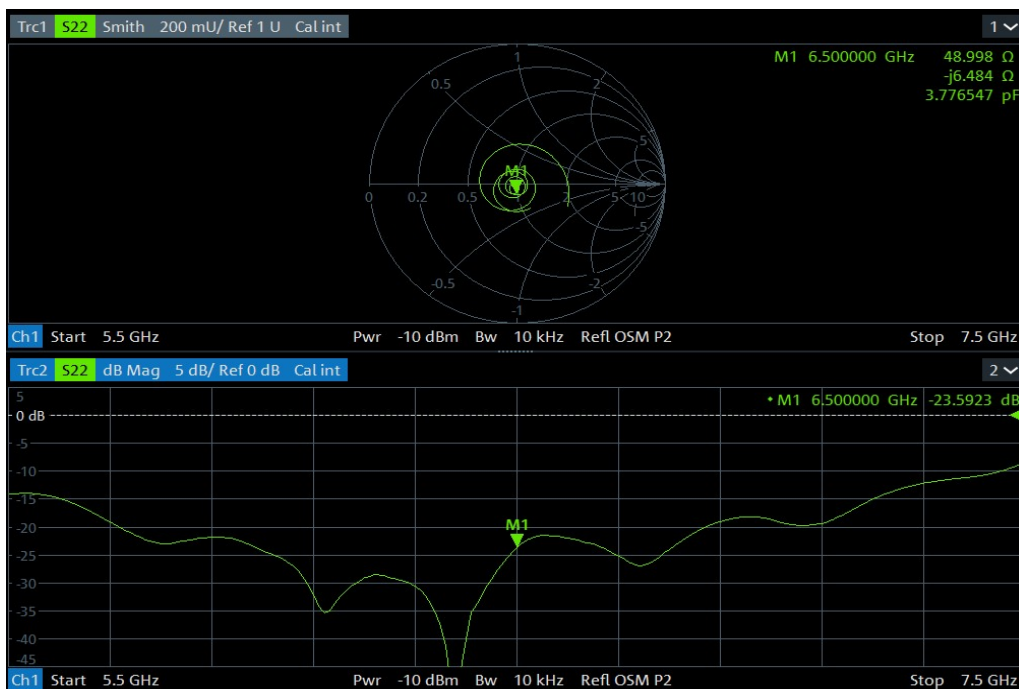 Trc1 S22 Smith 200 mU/ Ref 1 U Cal int 1
M1 6.500000 GHz 48.998 Ω
-j6.484 Ω
3.776547 pF
1
0.5 2
5
M1
0 0.2 0.5 2 5 10
-5
-0.5 -2
-1
Ch1 Start 5.5 GHz Pwr -10 dBm Bw 10 kHz Refl OSM P2 Stop 7.5 GHz
Trc2 S22 dB Mag 5 dB/ Ref 0 dB Cal int 2
5
• M1 6.500000 GHz -23.5923 dB
0 dB
-5
-10
-15
-20
M1
-25
-30
-35
-40
-45
Ch1 Start 5.5 GHz Pwr -10 dBm Bw 10 kHz Refl OSM P2 Stop 7.5 GHz